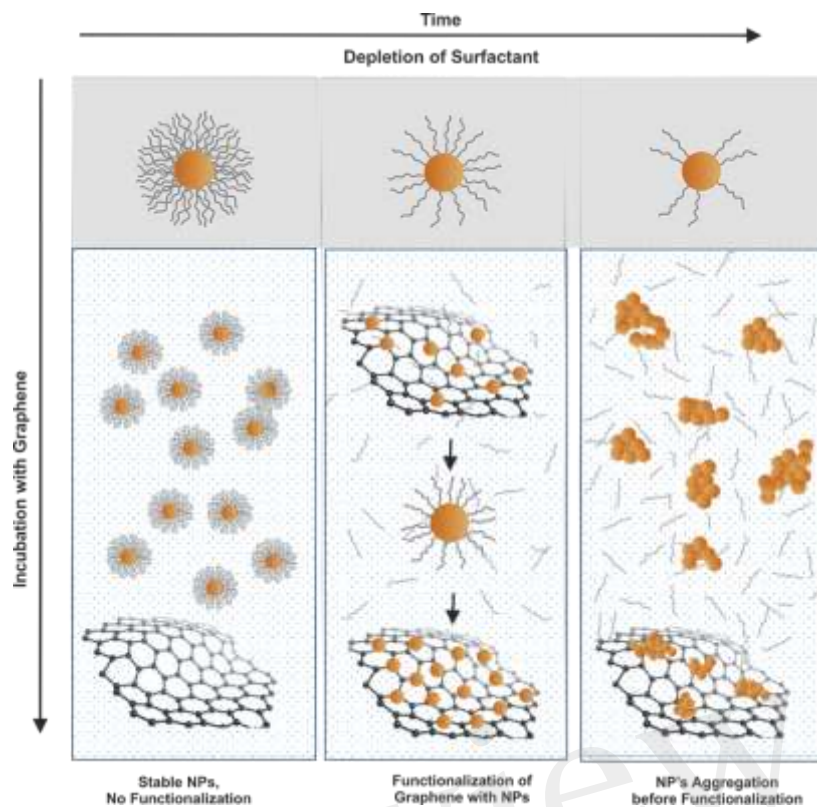 Time
Depletion of Surfactant
Incubation with Graphene
Stable NPs,
No Functionalization
Functionalization of
Graphene with NPs
NP's Aggregation
before Functionalization